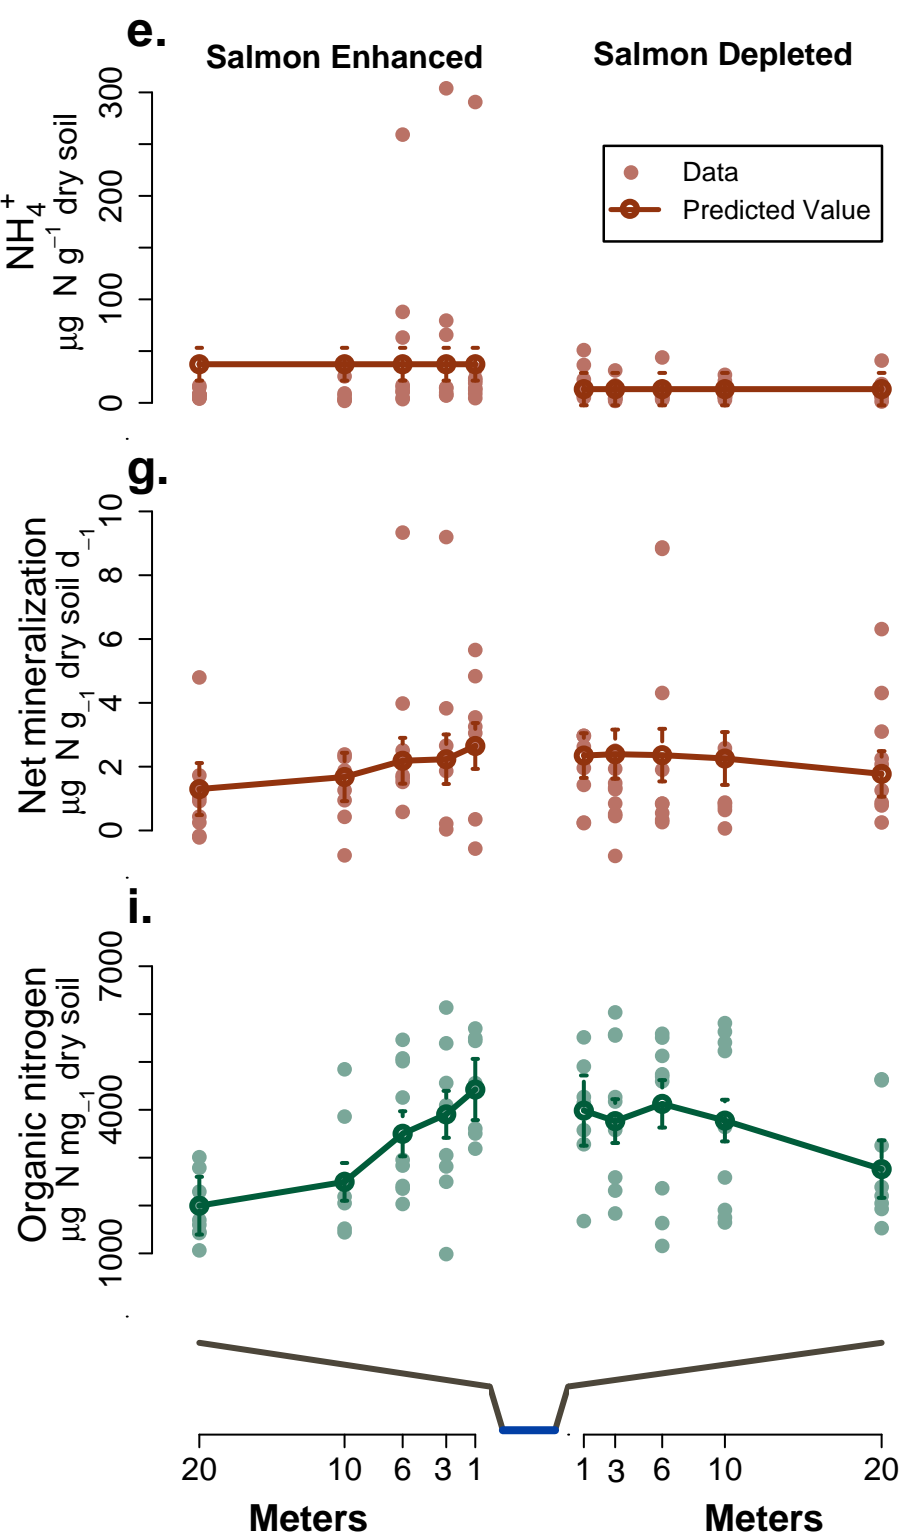 e.
Salmon Enhanced
Salmon Depleted
NH₄⁺
µg N g⁻¹ dry soil
300
200
100
0
Data
Predicted Value
g.
Net mineralization
µg N g₋₁ dry soil d₋₁
10
8
6
4
2
0
i.
Organic nitrogen
µg N mg₋₁ dry soil
7000
4000
1000
20 10 6 3 1 1 3 6 10 20
Meters Meters